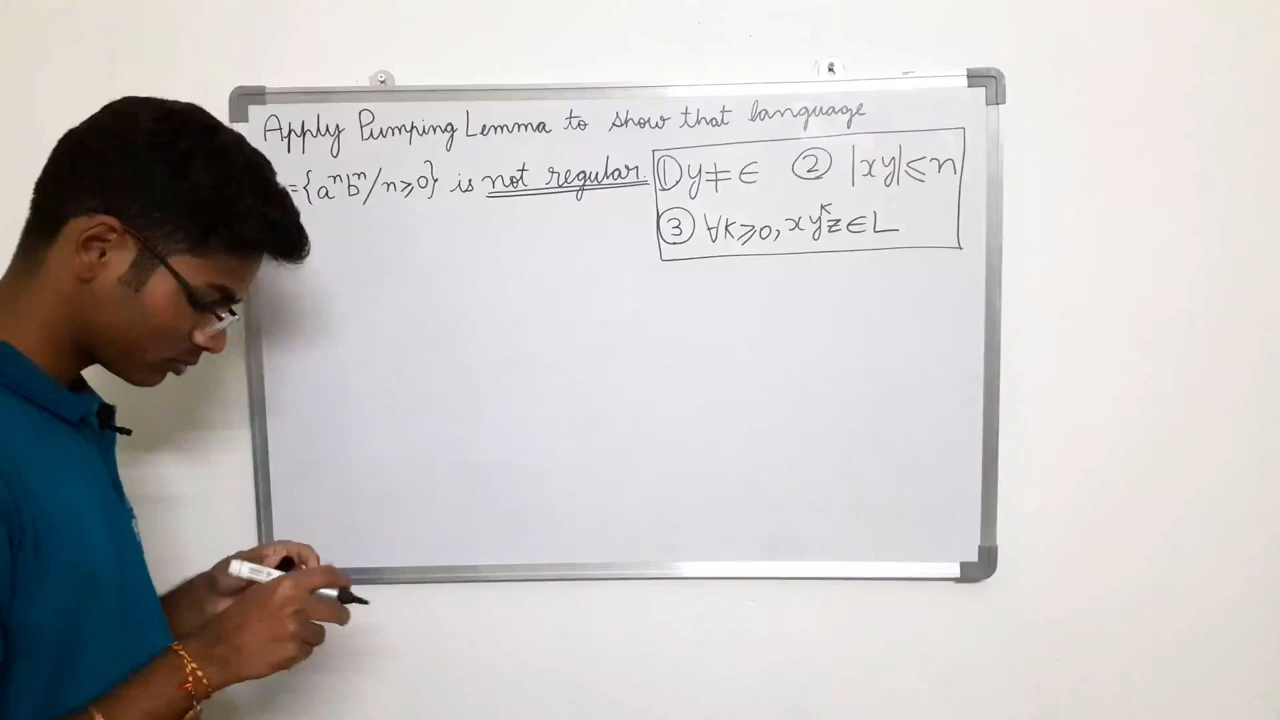 Apply Pumping Lemma to show that language
={aⁿbⁿ/n≥0} is not regular.
① y≠∈ ② |xy|≤n
③ ∀K≥0, xyᴷz∈L